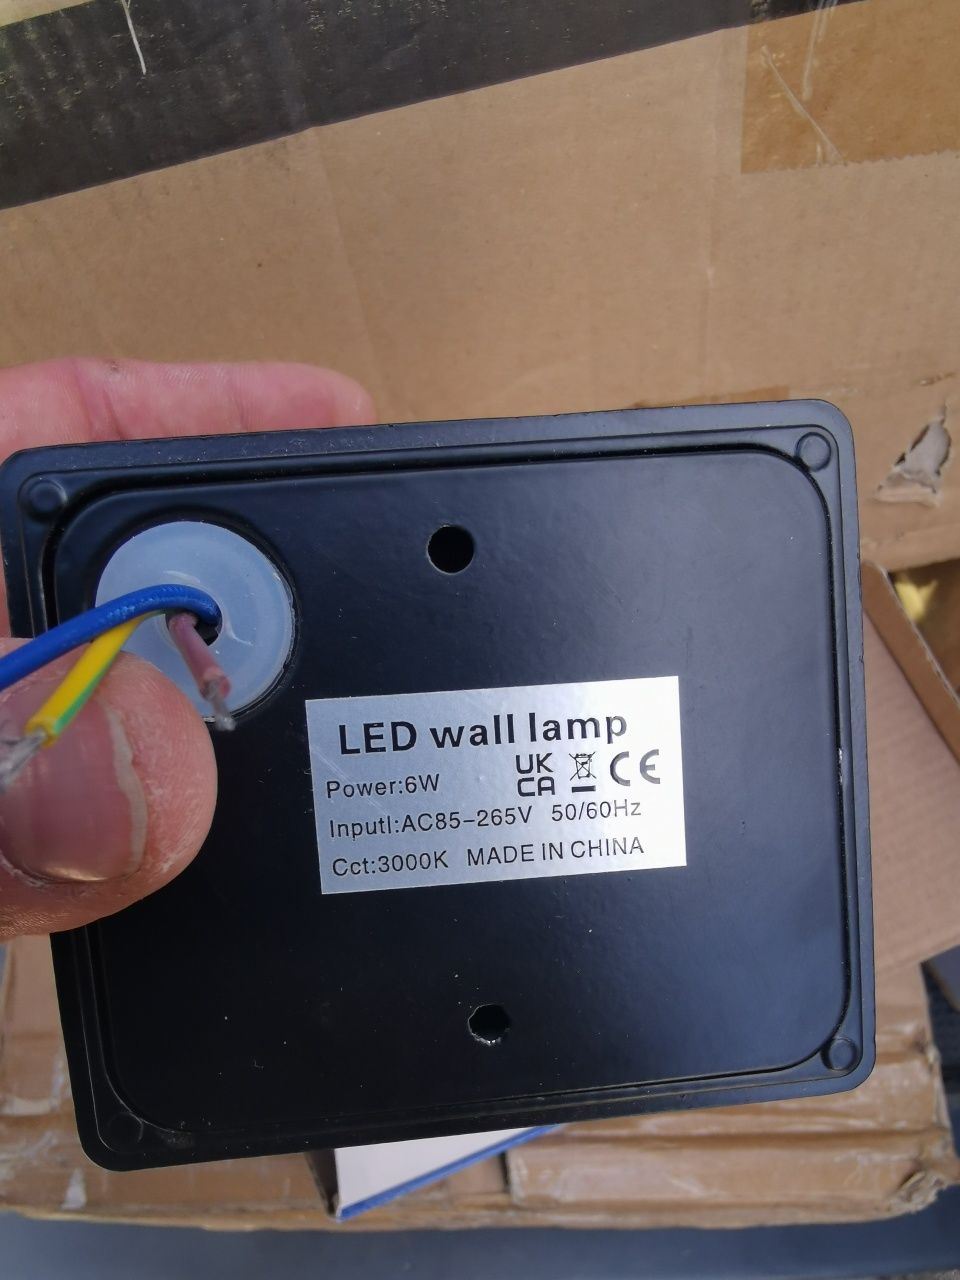 LED wall lamp
Power:6W UK CA CE
Inputl:AC85-265V 50/60Hz
Cct:3000K MADE IN CHINA